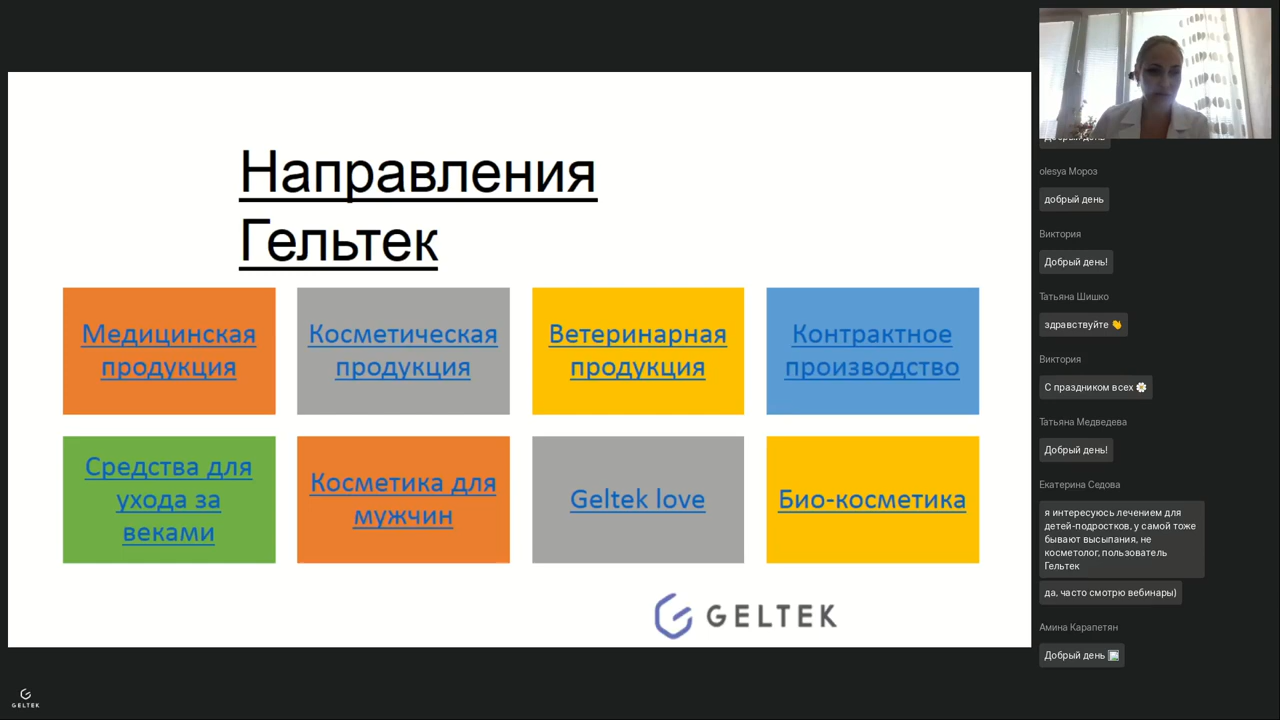 Направления
Гельтек
Медицинская
продукция
Косметическая
продукция
Ветеринарная
продукция
Контрактное
производство
Средства для
ухода за
веками
Косметика для
мужчин
Geltek love
Био-косметика
GELTEK
GELTEK
olesya Мороз
добрый день
Виктория
Добрый день!
Татьяна Шишко
здравствуйте 👏
Виктория
С праздником всех 🌼
Татьяна Медведева
Добрый день!
Екатерина Седова
я интересуюсь лечением для
детей-подростков, у самой тоже
бывают высыпания, не
косметолог, пользователь
Гельтек
да, часто смотрю вебинары)
Амина Карапетян
Добрый день